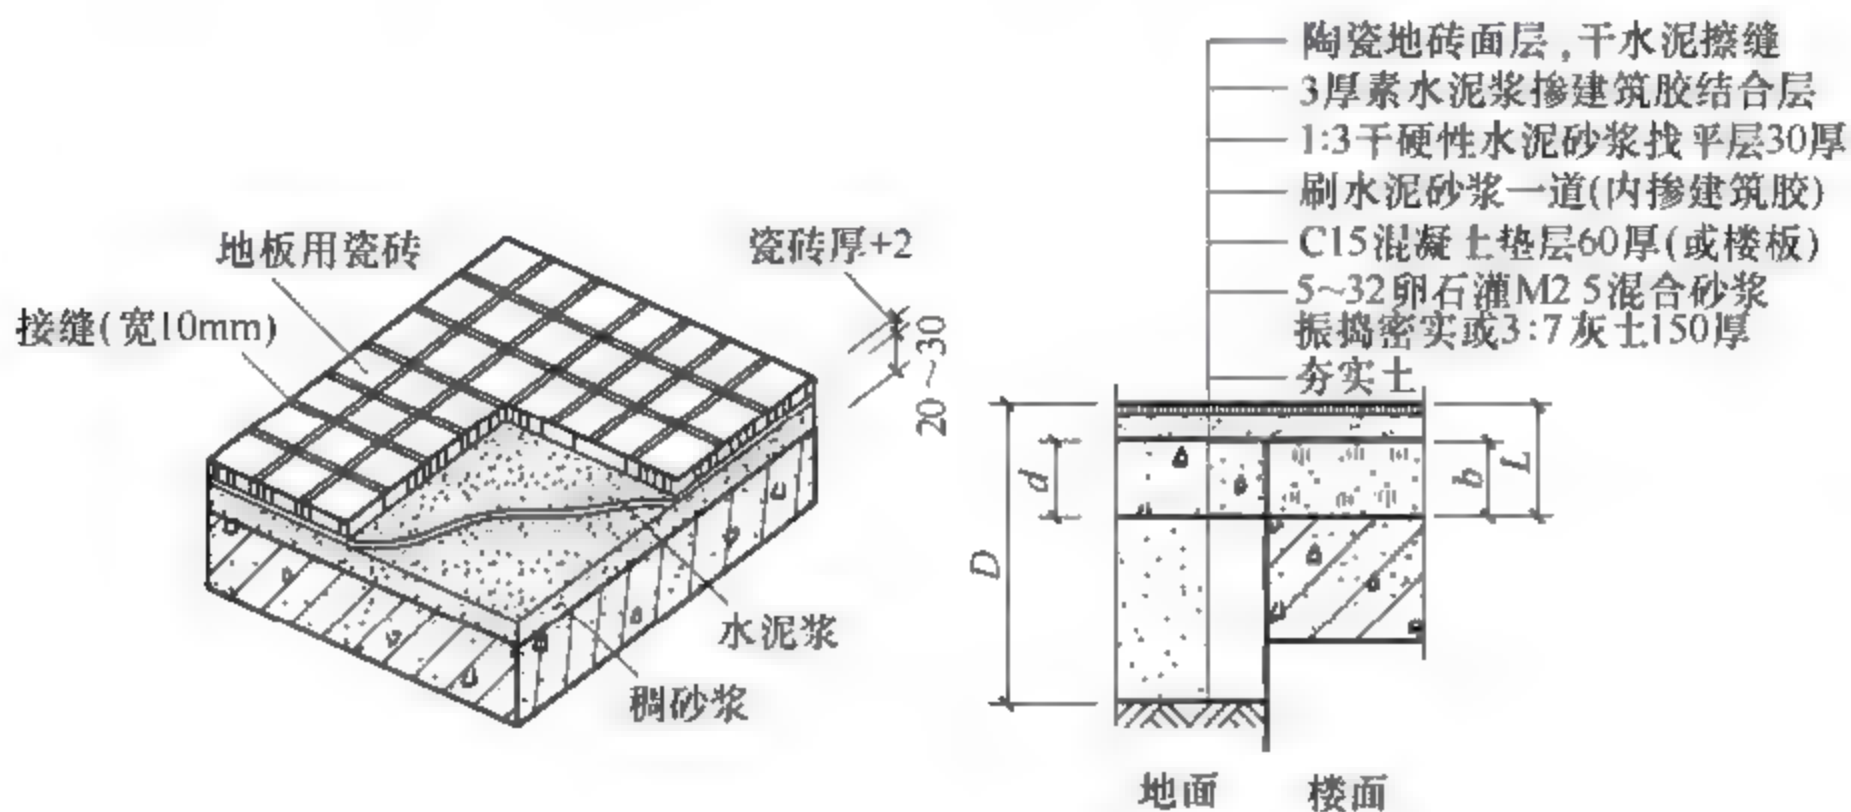 陶瓷地砖面层,干水泥擦缝
3厚素水泥浆掺建筑胶结合层
1:3干硬性水泥砂浆找平层30厚
刷水泥砂浆一道(内掺建筑胶)
C15混凝土垫层60厚(或楼板)
5~32卵石灌M2 5混合砂浆
振捣密实或3:7灰土150厚
夯实土
地板用瓷砖
瓷砖厚+2
接缝(宽10mm)
20~30
水泥浆
稠砂浆
D
d
b
L
地面
楼面